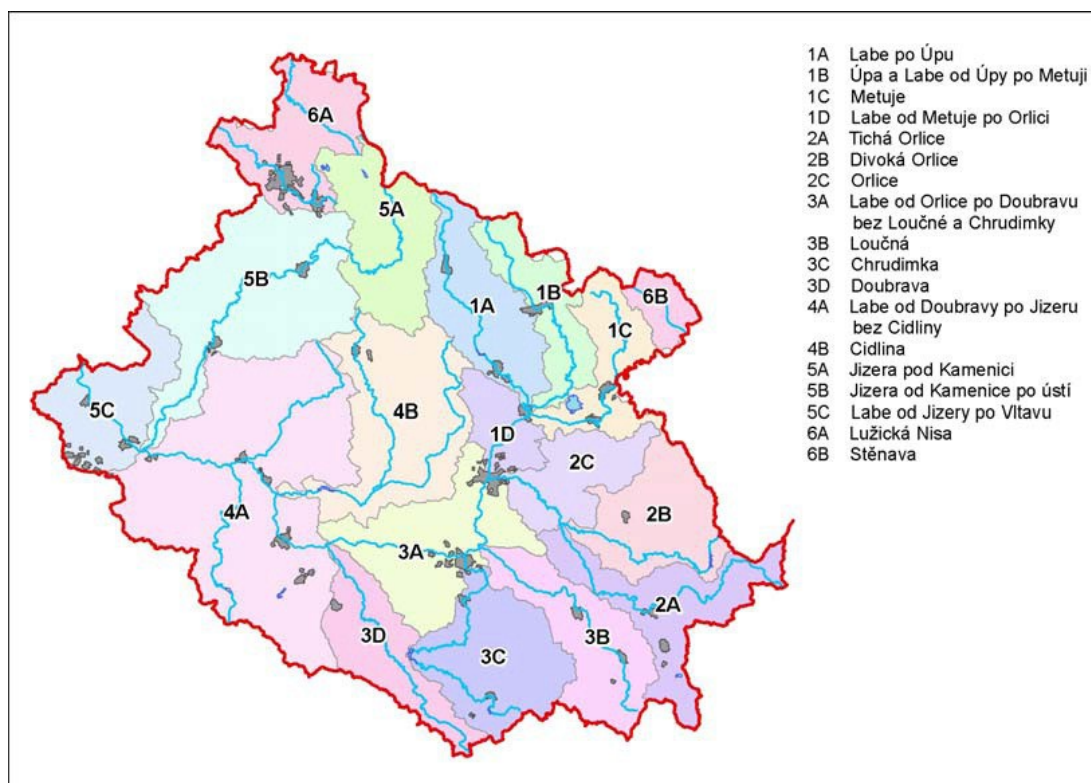 6A
5A
5B
1A
1B
6B
1C
5C
4B
1D
2C
4A
2B
3A
2A
3D
3B
3C
1A Labe po Úpu
1B Úpa a Labe od Úpy po Metuji
1C Metuje
1D Labe od Metuje po Orlici
2A Tichá Orlice
2B Divoká Orlice
2C Orlice
3A Labe od Orlice po Doubravu
bez Loučné a Chrudimky
3B Loučná
3C Chrudimka
3D Doubrava
4A Labe od Doubravy po Jizeru
bez Cidliny
4B Cidlina
5A Jizera pod Kamenici
5B Jizera od Kamenice po ústí
5C Labe od Jizery po Vltavu
6A Lužická Nisa
6B Stěnava